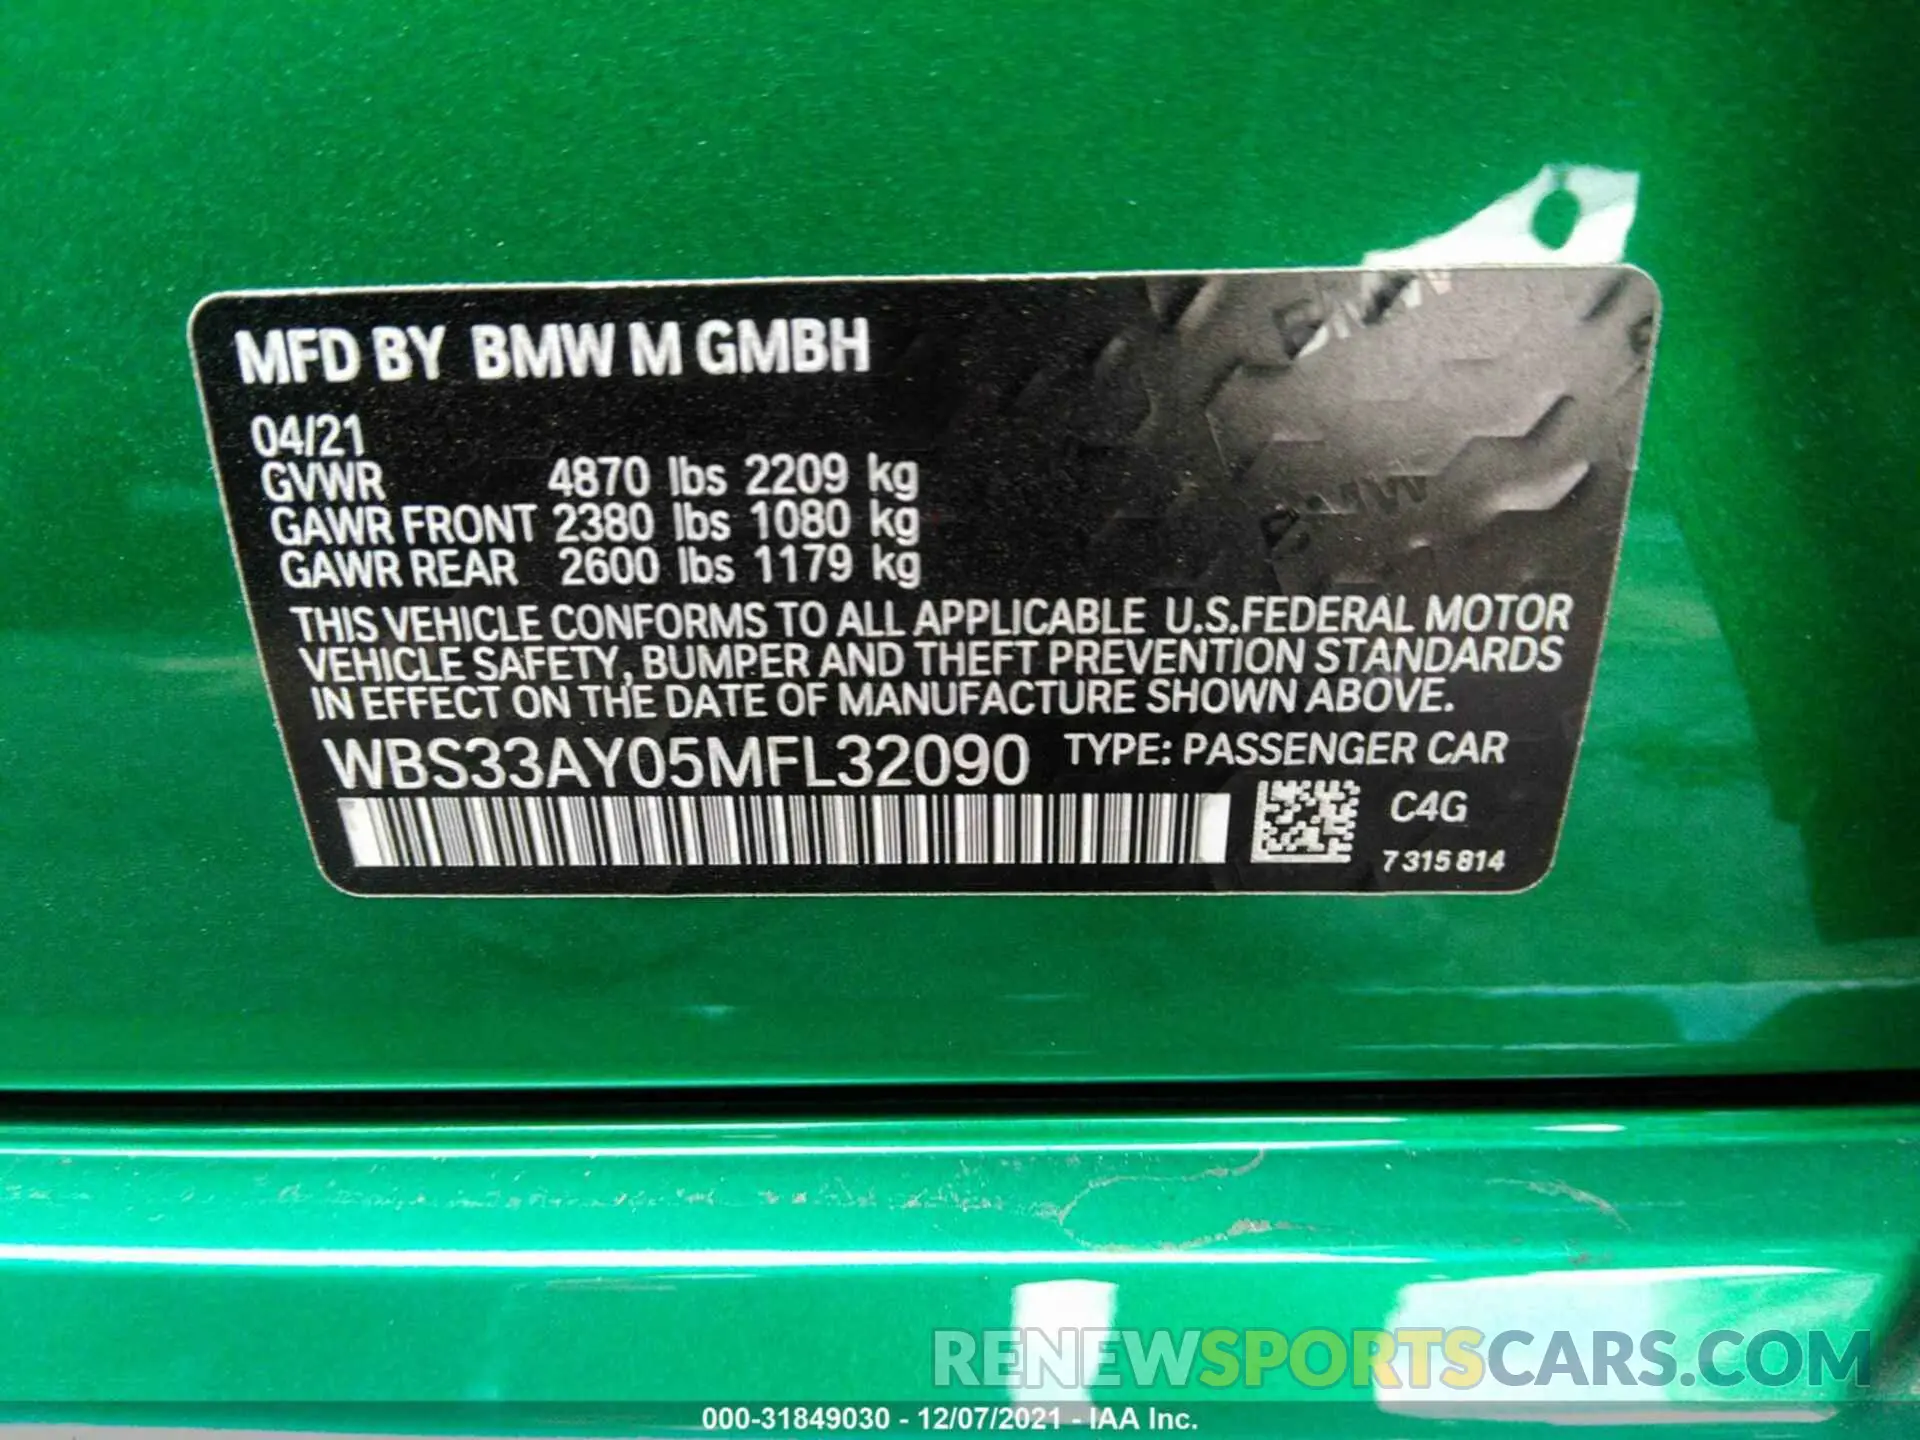 MFD BY BMW M GMBH
BMW
04/21
GVWR 4870 lbs 2209 kg
BMW
GAWR FRONT 2380 lbs 1080 kg
GAWR REAR 2600 lbs 1179 kg
THIS VEHICLE CONFORMS TO ALL APPLICABLE U.S.FEDERAL MOTOR
VEHICLE SAFETY, BUMPER AND THEFT PREVENTION STANDARDS
IN EFFECT ON THE DATE OF MANUFACTURE SHOWN ABOVE.
WBS33AY05MFL32090 TYPE: PASSENGER CAR
C4G
7 315 814
RENEWSPORTSCARS.COM
000-31849030 - 12/07/2021 - IAA Inc.